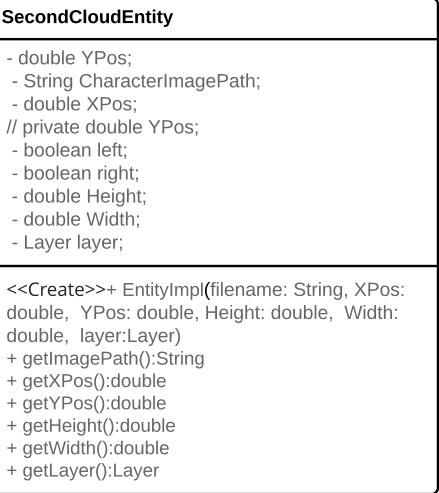 SecondCloudEntity
- double YPos;
- String CharacterImagePath;
- double XPos;
// private double YPos;
- boolean left;
- boolean right;
- double Height;
- double Width;
- Layer layer;
<<Create>>+ EntityImpl(filename: String, XPos:
double,  YPos: double, Height: double,  Width:
double,  layer:Layer)
+ getImagePath():String
+ getXPos():double
+ getYPos():double
+ getHeight():double
+ getWidth():double
+ getLayer():Layer